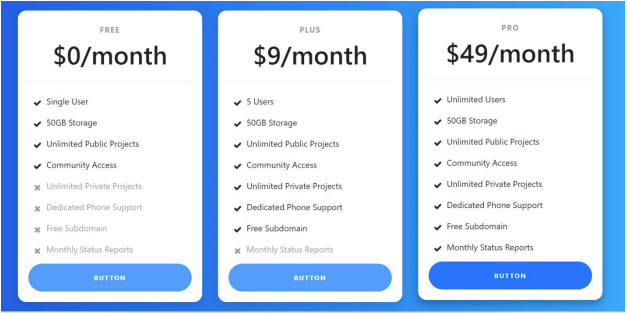 FREE
$0/month
Single User
50GB Storage
Unlimited Public Projects
Community Access
Unlimited Private Projects
Dedicated Phone Support
Free Subdomain
Monthly Status Reports
BUTTON
PLUS
$9/month
5 Users
50GB Storage
Unlimited Public Projects
Community Access
Unlimited Private Projects
Dedicated Phone Support
Free Subdomain
Monthly Status Reports
BUTTON
PRO
$49/month
Unlimited Users
50GB Storage
Unlimited Public Projects
Community Access
Unlimited Private Projects
Dedicated Phone Support
Free Subdomain
Monthly Status Reports
BUTTON